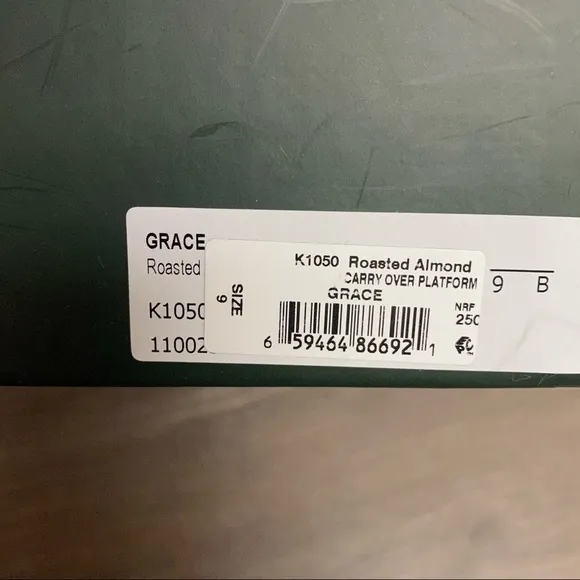 GRACE
Roasted
K1050
11002
9 B
K1050 Roasted Almond
CARRY OVER PLATFORM
GRACE
SIZE
9
NRF
250
6 59464 86692 1